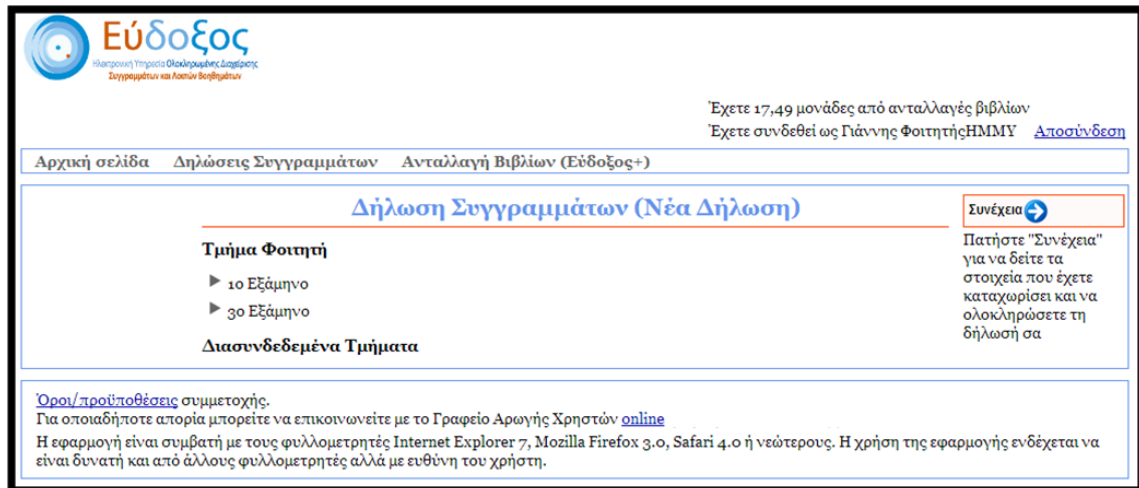 Εύδοξος
Ηλεκτρονική Υπηρεσία Ολοκληρωμένης Διαχείρισης
Συγγραμμάτων και Λοιπών Βοηθημάτων
Έχετε 17,49 μονάδες από ανταλλαγές βιβλίων
Έχετε συνδεθεί ως Γιάννης ΦοιτητήςΗΜΜΥ Αποσύνδεση
Αρχική σελίδα Δηλώσεις Συγγραμμάτων Ανταλλαγή Βιβλίων (Εύδοξος+)
Δήλωση Συγγραμμάτων (Νέα Δήλωση)
Τμήμα Φοιτητή
1ο Εξάμηνο
3ο Εξάμηνο
Διασυνδεδεμένα Τμήματα
Συνέχεια
Πατήστε "Συνέχεια"
για να δείτε τα
στοιχεία που έχετε
καταχωρίσει και να
ολοκληρώσετε τη
δήλωσή σα
Όροι/προϋποθέσεις συμμετοχής.
Για οποιαδήποτε απορία μπορείτε να επικοινωνείτε με το Γραφείο Αρωγής Χρηστών online
Η εφαρμογή είναι συμβατή με τους φυλλομετρητές Internet Explorer 7, Mozilla Firefox 3.0, Safari 4.0 ή νεώτερους. Η χρήση της εφαρμογής ενδέχεται να
είναι δυνατή και από άλλους φυλλομετρητές αλλά με ευθύνη του χρήστη.